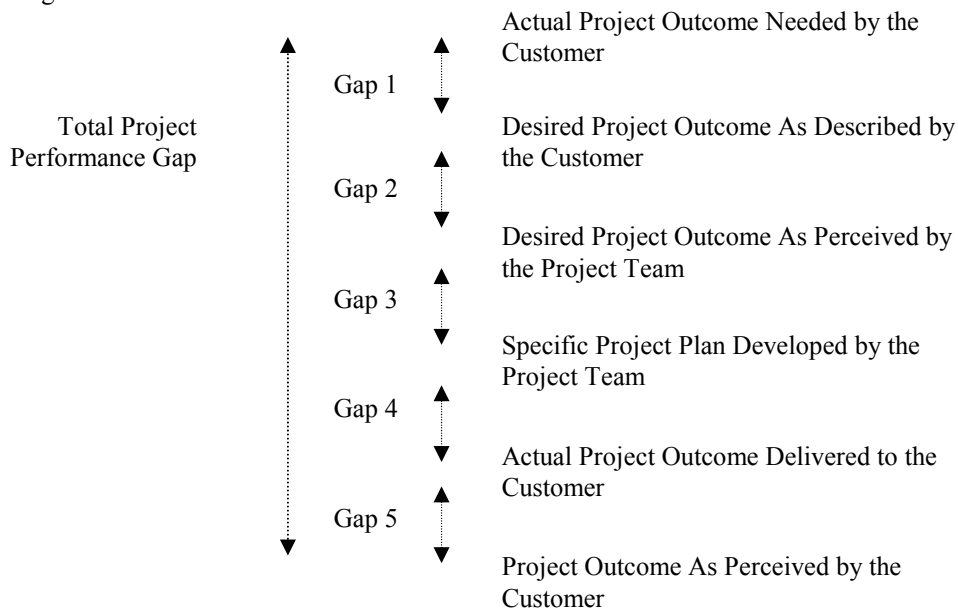 Actual Project Outcome Needed by the
Customer
Gap 1
Total Project
Performance Gap
Desired Project Outcome As Described by
the Customer
Gap 2
Desired Project Outcome As Perceived by
the Project Team
Gap 3
Specific Project Plan Developed by the
Project Team
Gap 4
Actual Project Outcome Delivered to the
Customer
Gap 5
Project Outcome As Perceived by the
Customer